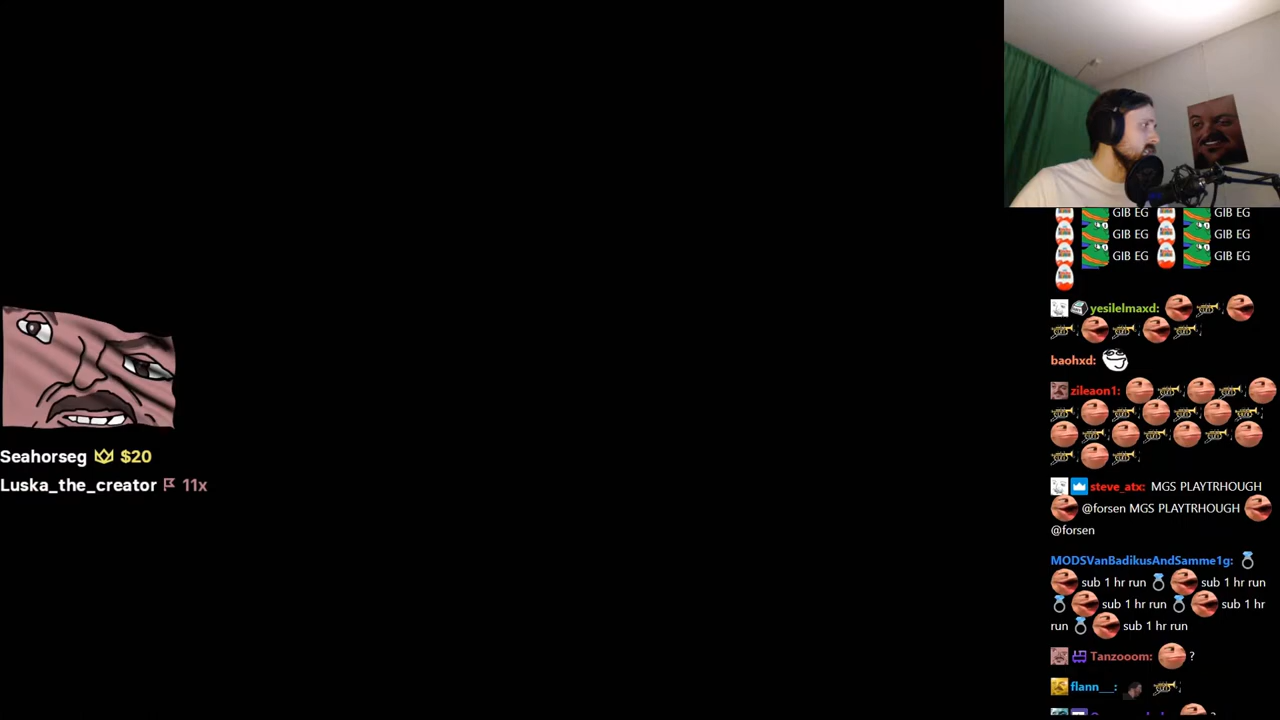 GIB EG GIB EG
GIB EG GIB EG
GIB EG GIB EG
yesilelmaxd:
baohxd:
zileaon1:
Seahorseg $20
Luska_the_creator 11x
steve_atx: MGS PLAYTRHOUGH
@forsen MGS PLAYTRHOUGH
@forsen
MODSVanBadikusAndSamme1g:
sub 1 hr run sub 1 hr run
sub 1 hr run sub 1 hr
run sub 1 hr run
Tanzooom: ?
flann__: